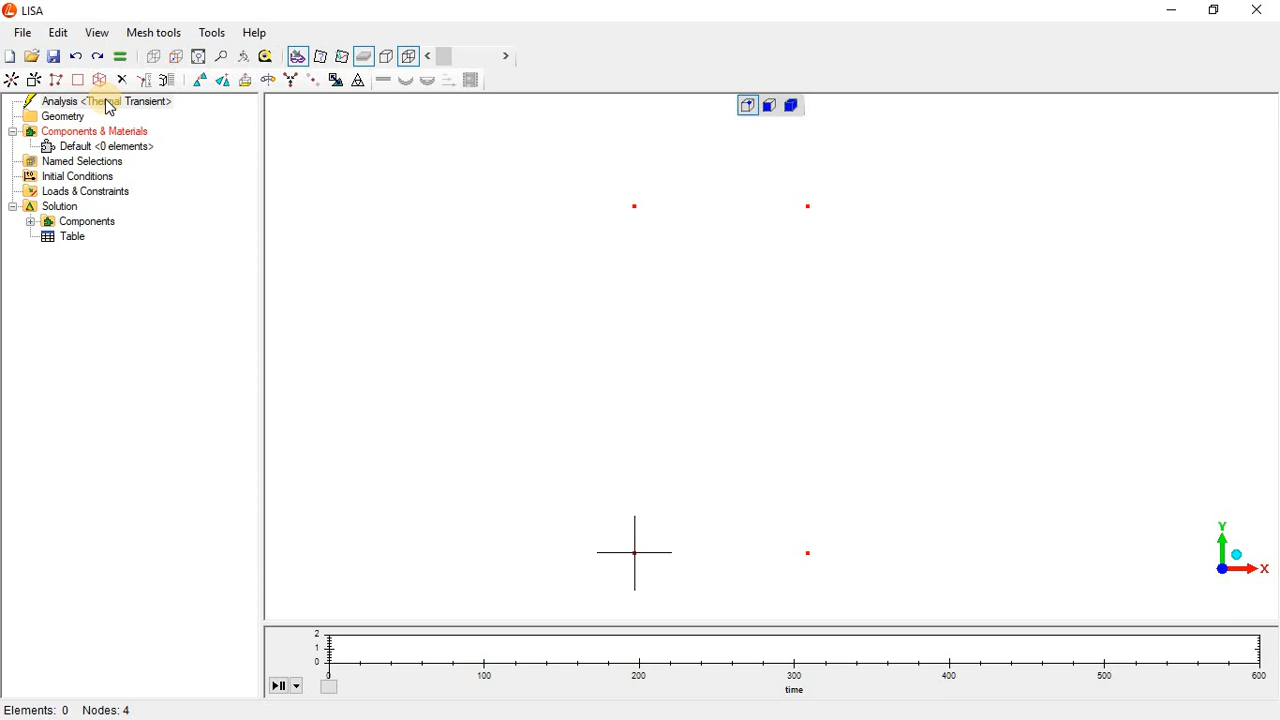 LISA
File Edit View Mesh tools Tools Help
Analysis <Thermal Transient>
Geometry
Components & Materials
Default <0 elements>
Named Selections
Initial Conditions
Loads & Constraints
Solution
Components
Table
Y
X
2
1
0
0 100 200 300 400 500 600
time
Elements: 0 Nodes: 4